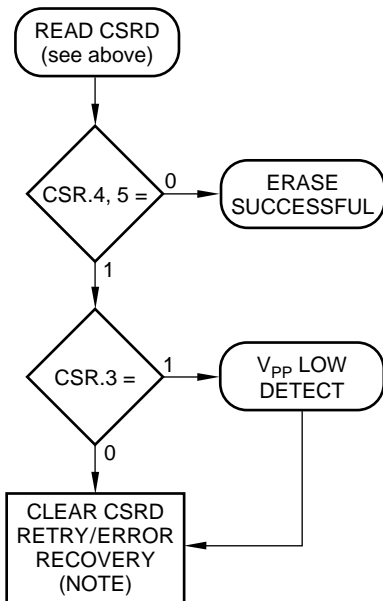 READ CSRD
(see above)
CSR.4, 5 =
0
ERASE
SUCCESSFUL
1
CSR.3 =
1
VPP LOW
DETECT
0
CLEAR CSRD
RETRY/ERROR
RECOVERY
(NOTE)